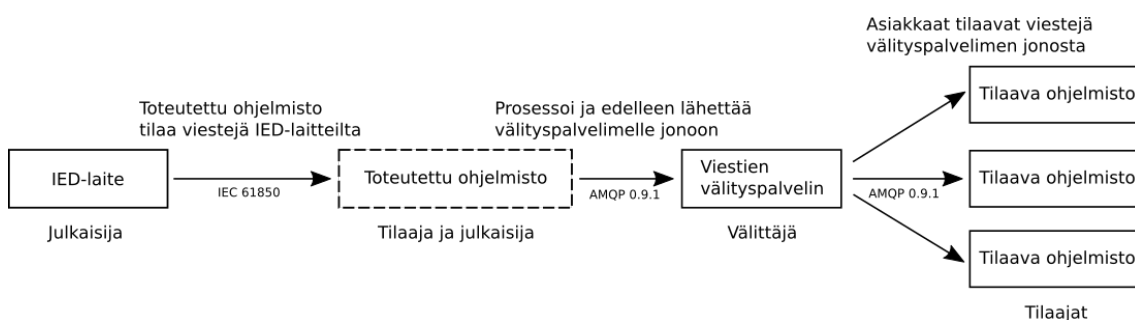 Asiakkaat tilaavat viestejä
välityspalvelimen jonosta
Toteutettu ohjelmisto
tilaa viestejä IED-laitteilta
Prosessoi ja edelleen lähettää
välityspalvelimelle jonoon
IED-laite
IEC 61850
Toteutettu ohjelmisto
AMQP 0.9.1
Viestien
välityspalvelin
AMQP 0.9.1
Tilaava ohjelmisto
Tilaava ohjelmisto
Tilaava ohjelmisto
Julkaisija
Tilaaja ja julkaisija
Välittäjä
Tilaajat